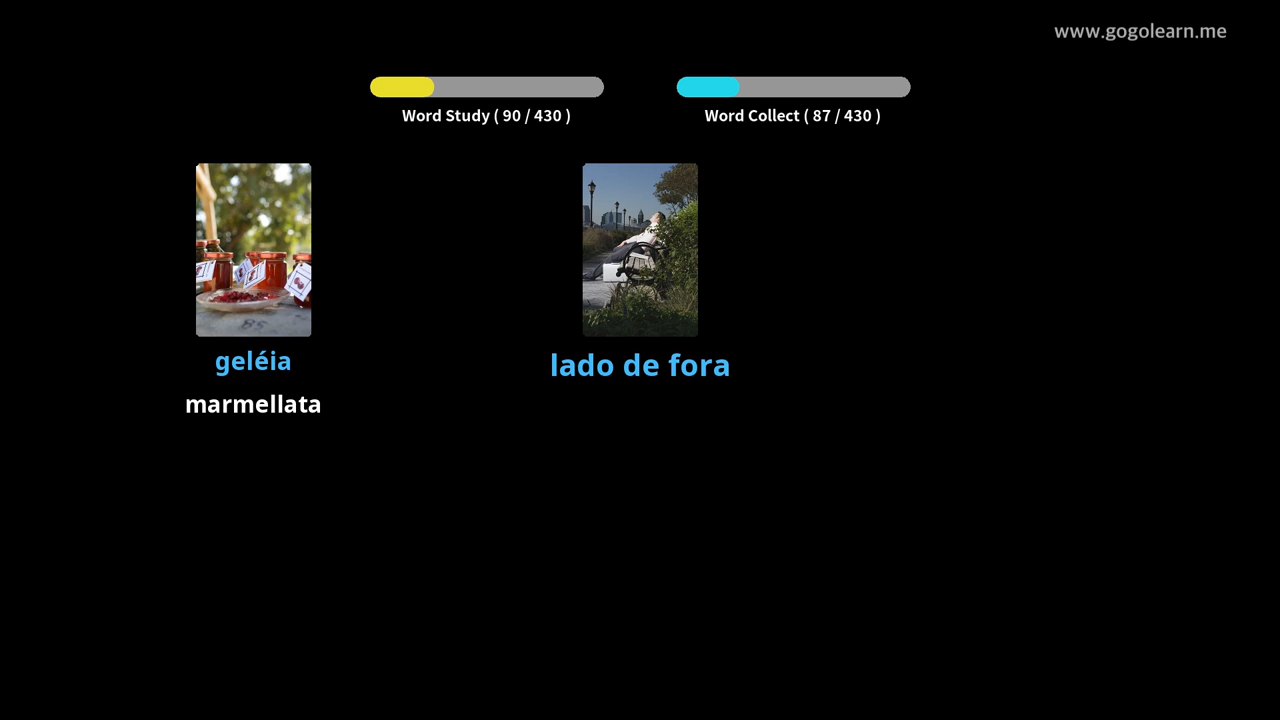 www.gogolearn.me
Word Study ( 90 / 430 )
Word Collect ( 87 / 430 )
geléia
marmellata
lado de fora